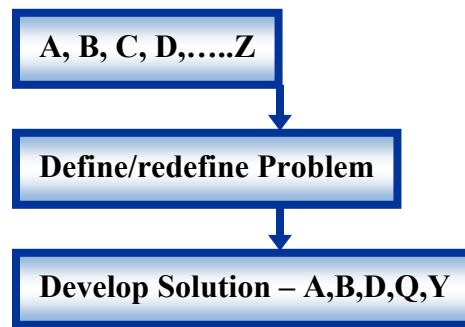 A, B, C, D,…..Z
Define/redefine Problem
Develop Solution – A,B,D,Q,Y